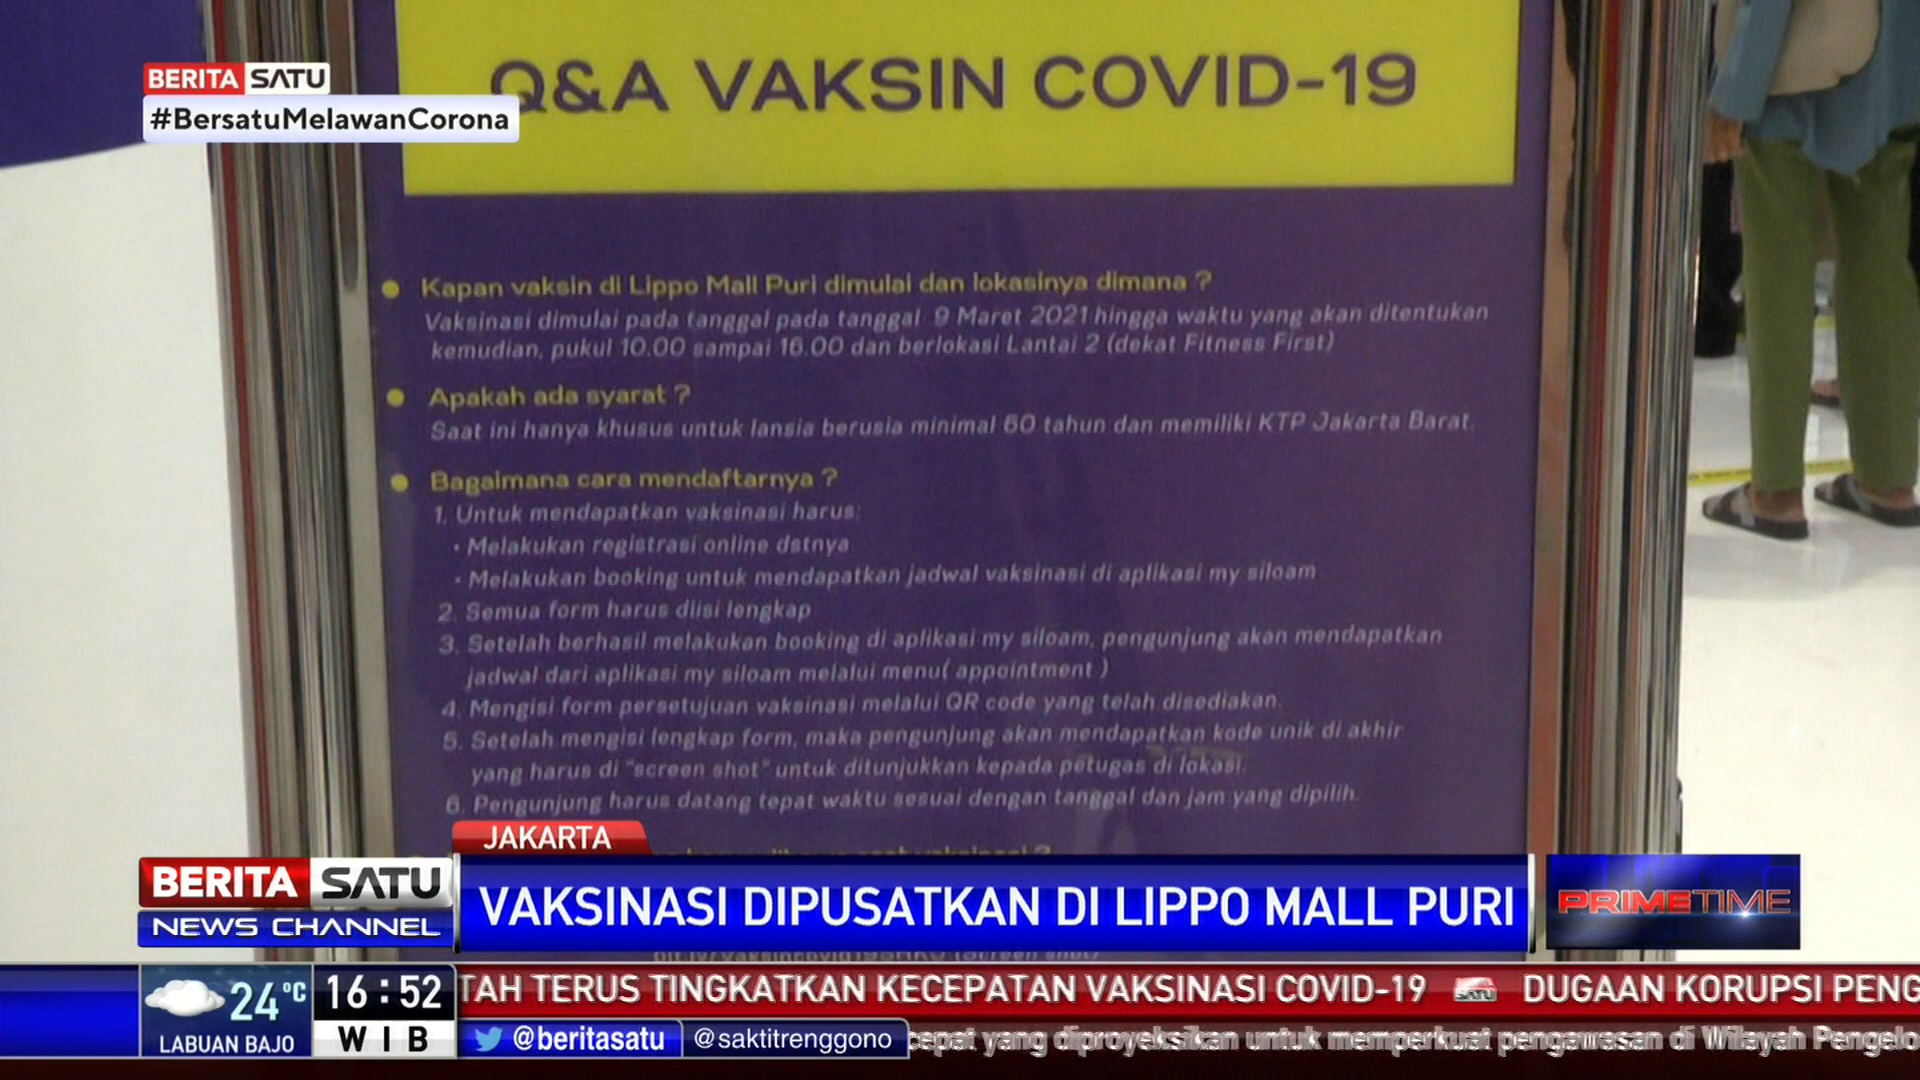 BERITA SATU
#BersatuMelawanCorona
Q&A VAKSIN COVID-19
Kapan vaksin di Lippo Mall Puri dimulai dan lokasinya dimana ?
Vaksinasi dimulai pada tanggal pada tanggal 9 Maret 2021 hingga waktu yang akan ditentukan
kemudian, pukul 10.00 sampai 16.00 dan berlokasi Lantai 2 (dekat Fitness First)
Apakah ada syarat ?
Saat ini hanya khusus untuk lansia berusia minimal 60 tahun dan memiliki KTP Jakarta Barat.
Bagaimana cara mendaftarnya ?
1. Untuk mendapatkan vaksinasi harus:
• Melakukan registrasi online dstnya
• Melakukan booking untuk mendapatkan jadwal vaksinasi di aplikasi my siloam
2. Semua form harus diisi lengkap
3. Setelah berhasil melakukan booking di aplikasi my siloam, pengunjung akan mendapatkan
jadwal dari aplikasi my siloam melalui menu( appointment )
4. Mengisi form persetujuan vaksinasi melalui QR code yang telah disediakan.
5. Setelah mengisi lengkap form, maka pengunjung akan mendapatkan kode unik di akhir
yang harus di "screen shot" untuk ditunjukkan kepada petugas di lokasi.
6. Pengunjung harus datang tepat waktu sesuai dengan tanggal dan jam yang dipilih.
JAKARTA
BERITA SATU
NEWS CHANNEL
VAKSINASI DIPUSATKAN DI LIPPO MALL PURI
PRIMETIME
24°C
LABUAN BAJO
16:52
WIB
TAH TERUS TINGKATKAN KECEPATAN VAKSINASI COVID-19 SATU DUGAAN KORUPSI PENG
@beritasatu @saktitrenggono cepat yang diproyeksikan untuk memperkuat pengawasan di Wilayah Pengelo